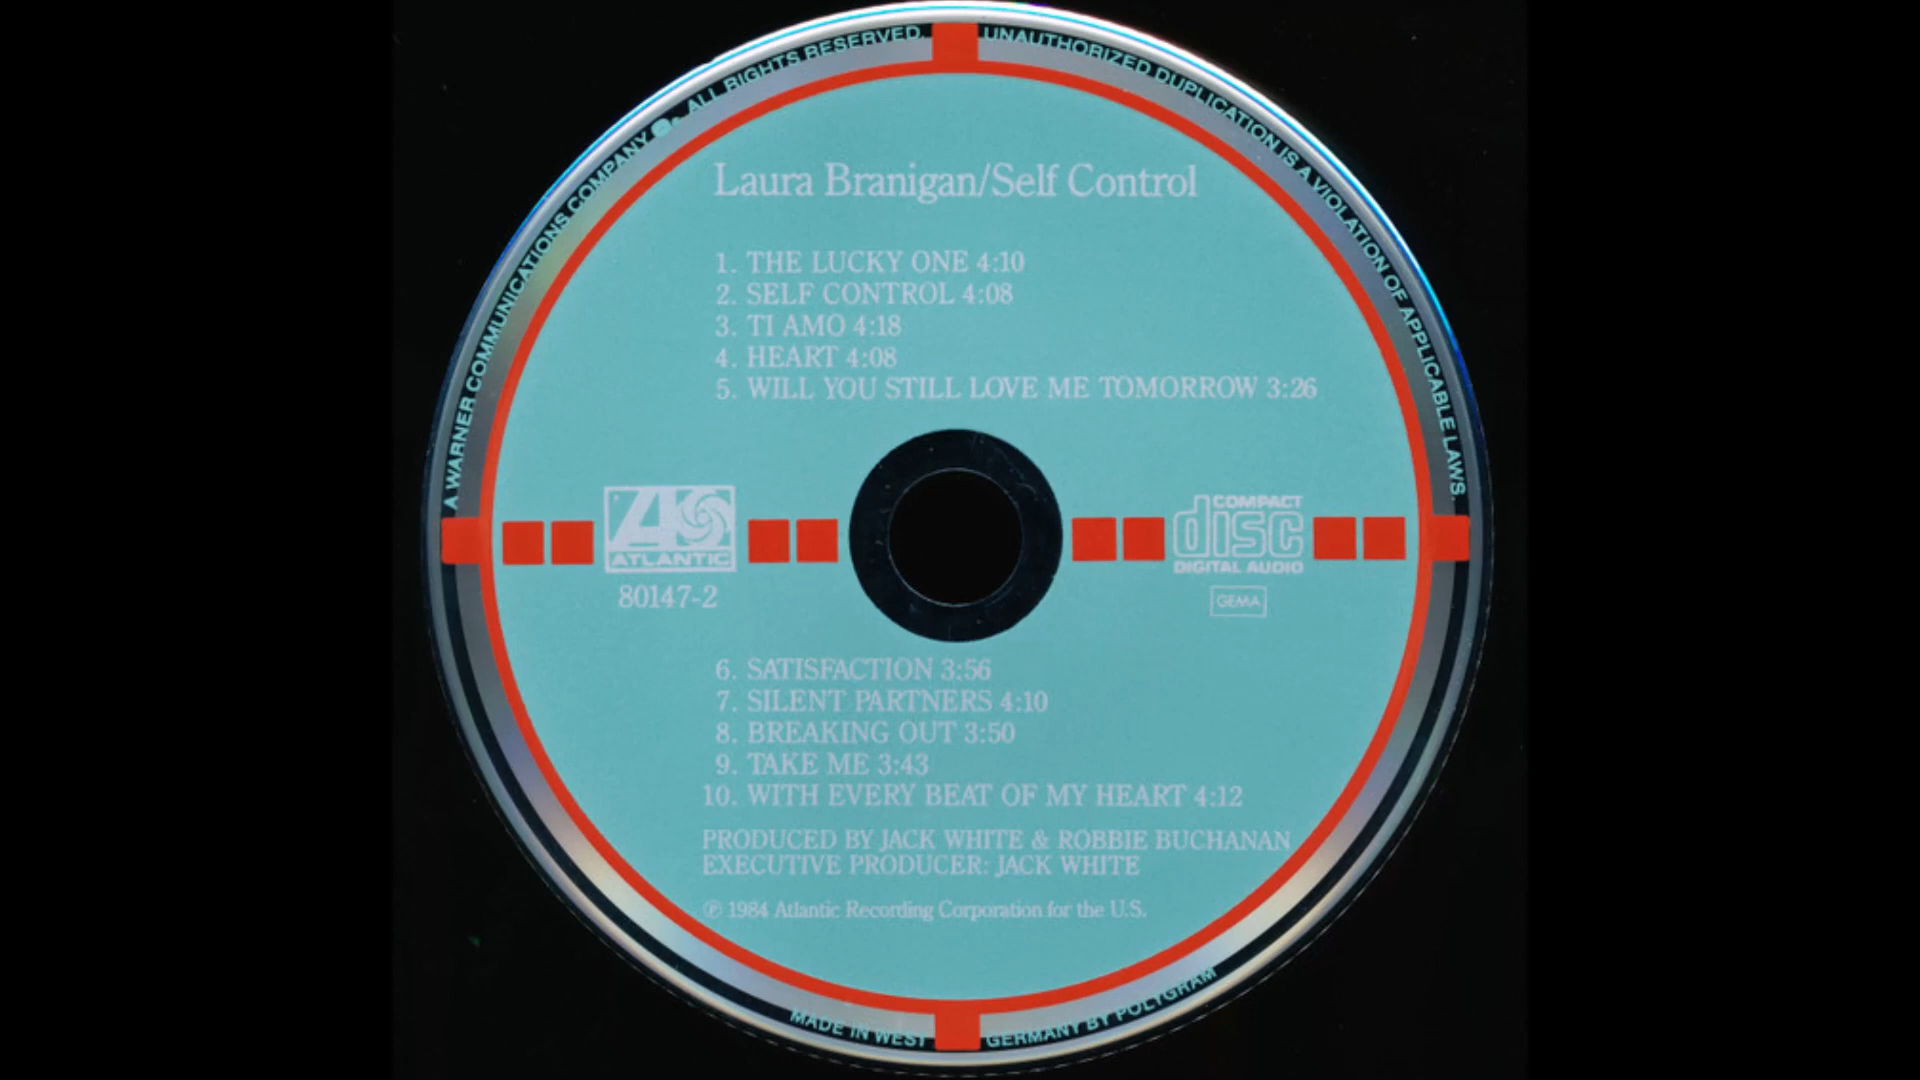 A WARNER COMMUNICATIONS COMPANY ALL RIGHTS RESERVED.
UNAUTHORIZED DUPLICATION IS A VIOLATION OF APPLICABLE LAWS.
Laura Branigan/Self Control
1. THE LUCKY ONE 4:10
2. SELF CONTROL 4:08
3. TI AMO 4:18
4. HEART 4:08
5. WILL YOU STILL LOVE ME TOMORROW 3:26
ATLANTIC
80147-2
COMPACT
disc
DIGITAL AUDIO
GEMA
6. SATISFACTION 3:56
7. SILENT PARTNERS 4:10
8. BREAKING OUT 3:50
9. TAKE ME 3:43
10. WITH EVERY BEAT OF MY HEART 4:12
PRODUCED BY JACK WHITE & ROBBIE BUCHANAN
EXECUTIVE PRODUCER: JACK WHITE
℗ 1984 Atlantic Recording Corporation for the U.S.
MADE IN WEST GERMANY BY POLYGRAM